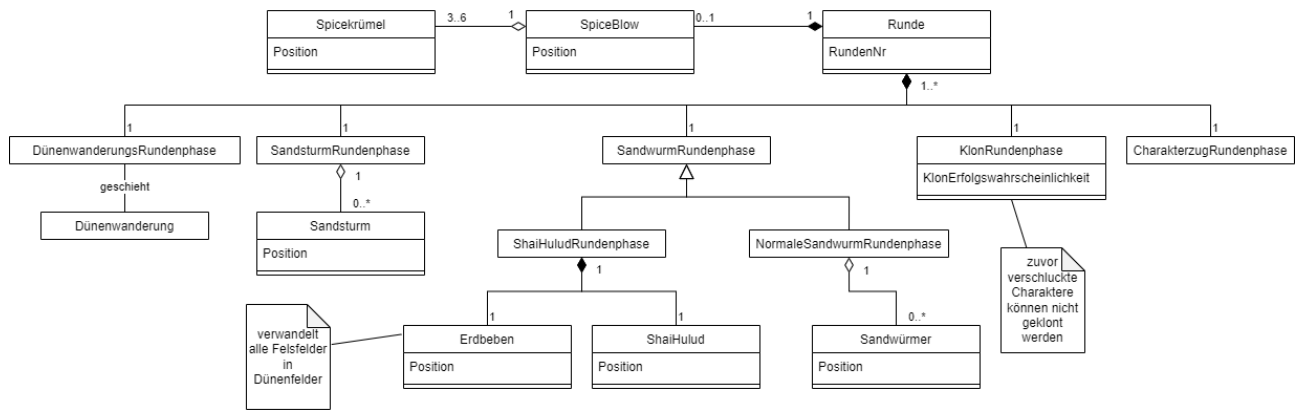 Spicekrümel
Position
3..6
1
SpiceBlow
Position
0..1
1
Runde
RundenNr
1..*
1
1
1
1
1
DünenwanderungsRundenphase
SandsturmRundenphase
SandwurmRundenphase
KlonRundenphase
KlonErfolgswahrscheinlichkeit
CharakterzugRundenphase
geschieht
1
0..*
Dünenwanderung
Sandsturm
Position
ShaiHuludRundenphase
NormaleSandwurmRundenphase
1
1
zuvor
verschluckte
Charaktere
können nicht
geklont
werden
1
1
0..*
verwandelt
alle Felsfelder
in
Dünenfelder
Erdbeben
Position
ShaiHulud
Position
Sandwürmer
Position